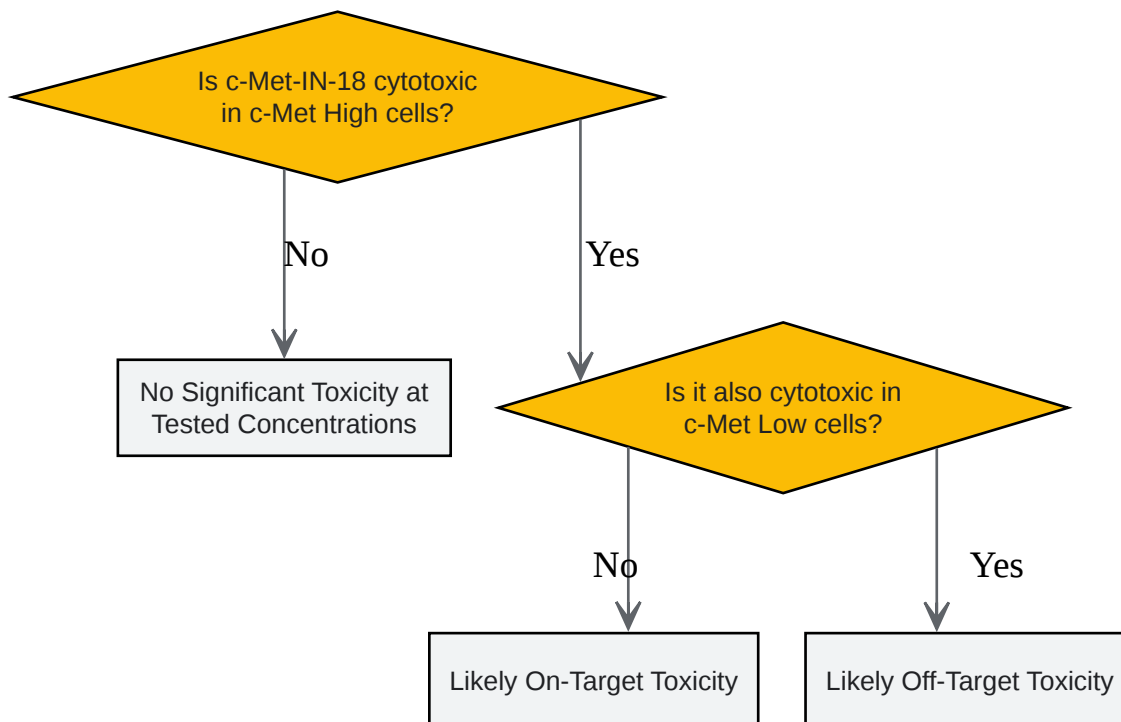 Is c-Met-IN-18 cytotoxic
in c-Met High cells?
No
Yes
No Significant Toxicity at
Tested Concentrations
Is it also cytotoxic in
c-Met Low cells?
No
Yes
Likely On-Target Toxicity
Likely Off-Target Toxicity